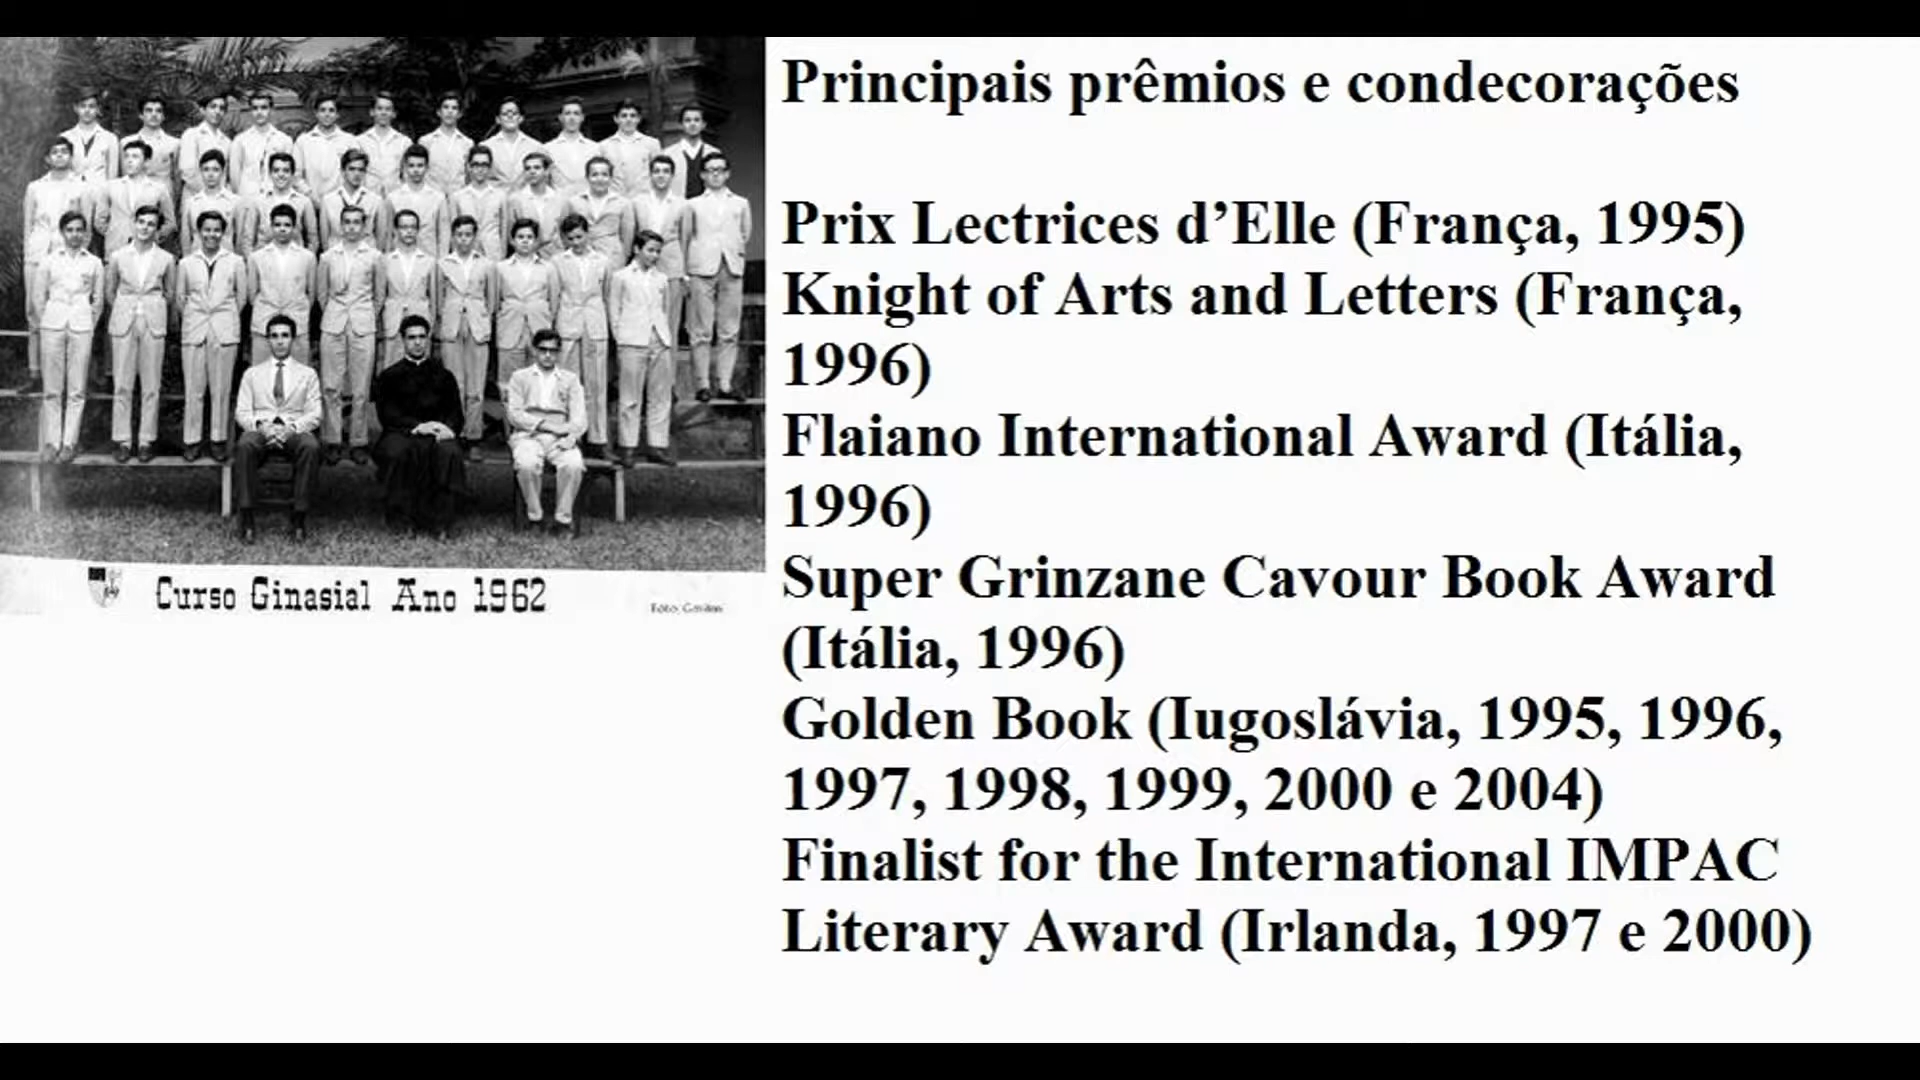 Principais prêmios e condecorações
Prix Lectrices d’Elle (França, 1995)
Knight of Arts and Letters (França,
1996)
Flaiano International Award (Itália,
1996)
Super Grinzane Cavour Book Award
(Itália, 1996)
Golden Book (Iugoslávia, 1995, 1996,
1997, 1998, 1999, 2000 e 2004)
Finalist for the International IMPAC
Literary Award (Irlanda, 1997 e 2000)
Curso Ginasial Ano 1962